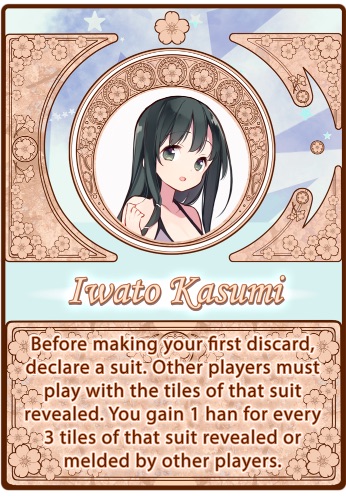 Iwato Kasumi
Before making your first discard,
declare a suit. Other players must
play with the tiles of that suit
revealed. You gain 1 han for every
3 tiles of that suit revealed or
melded by other players.